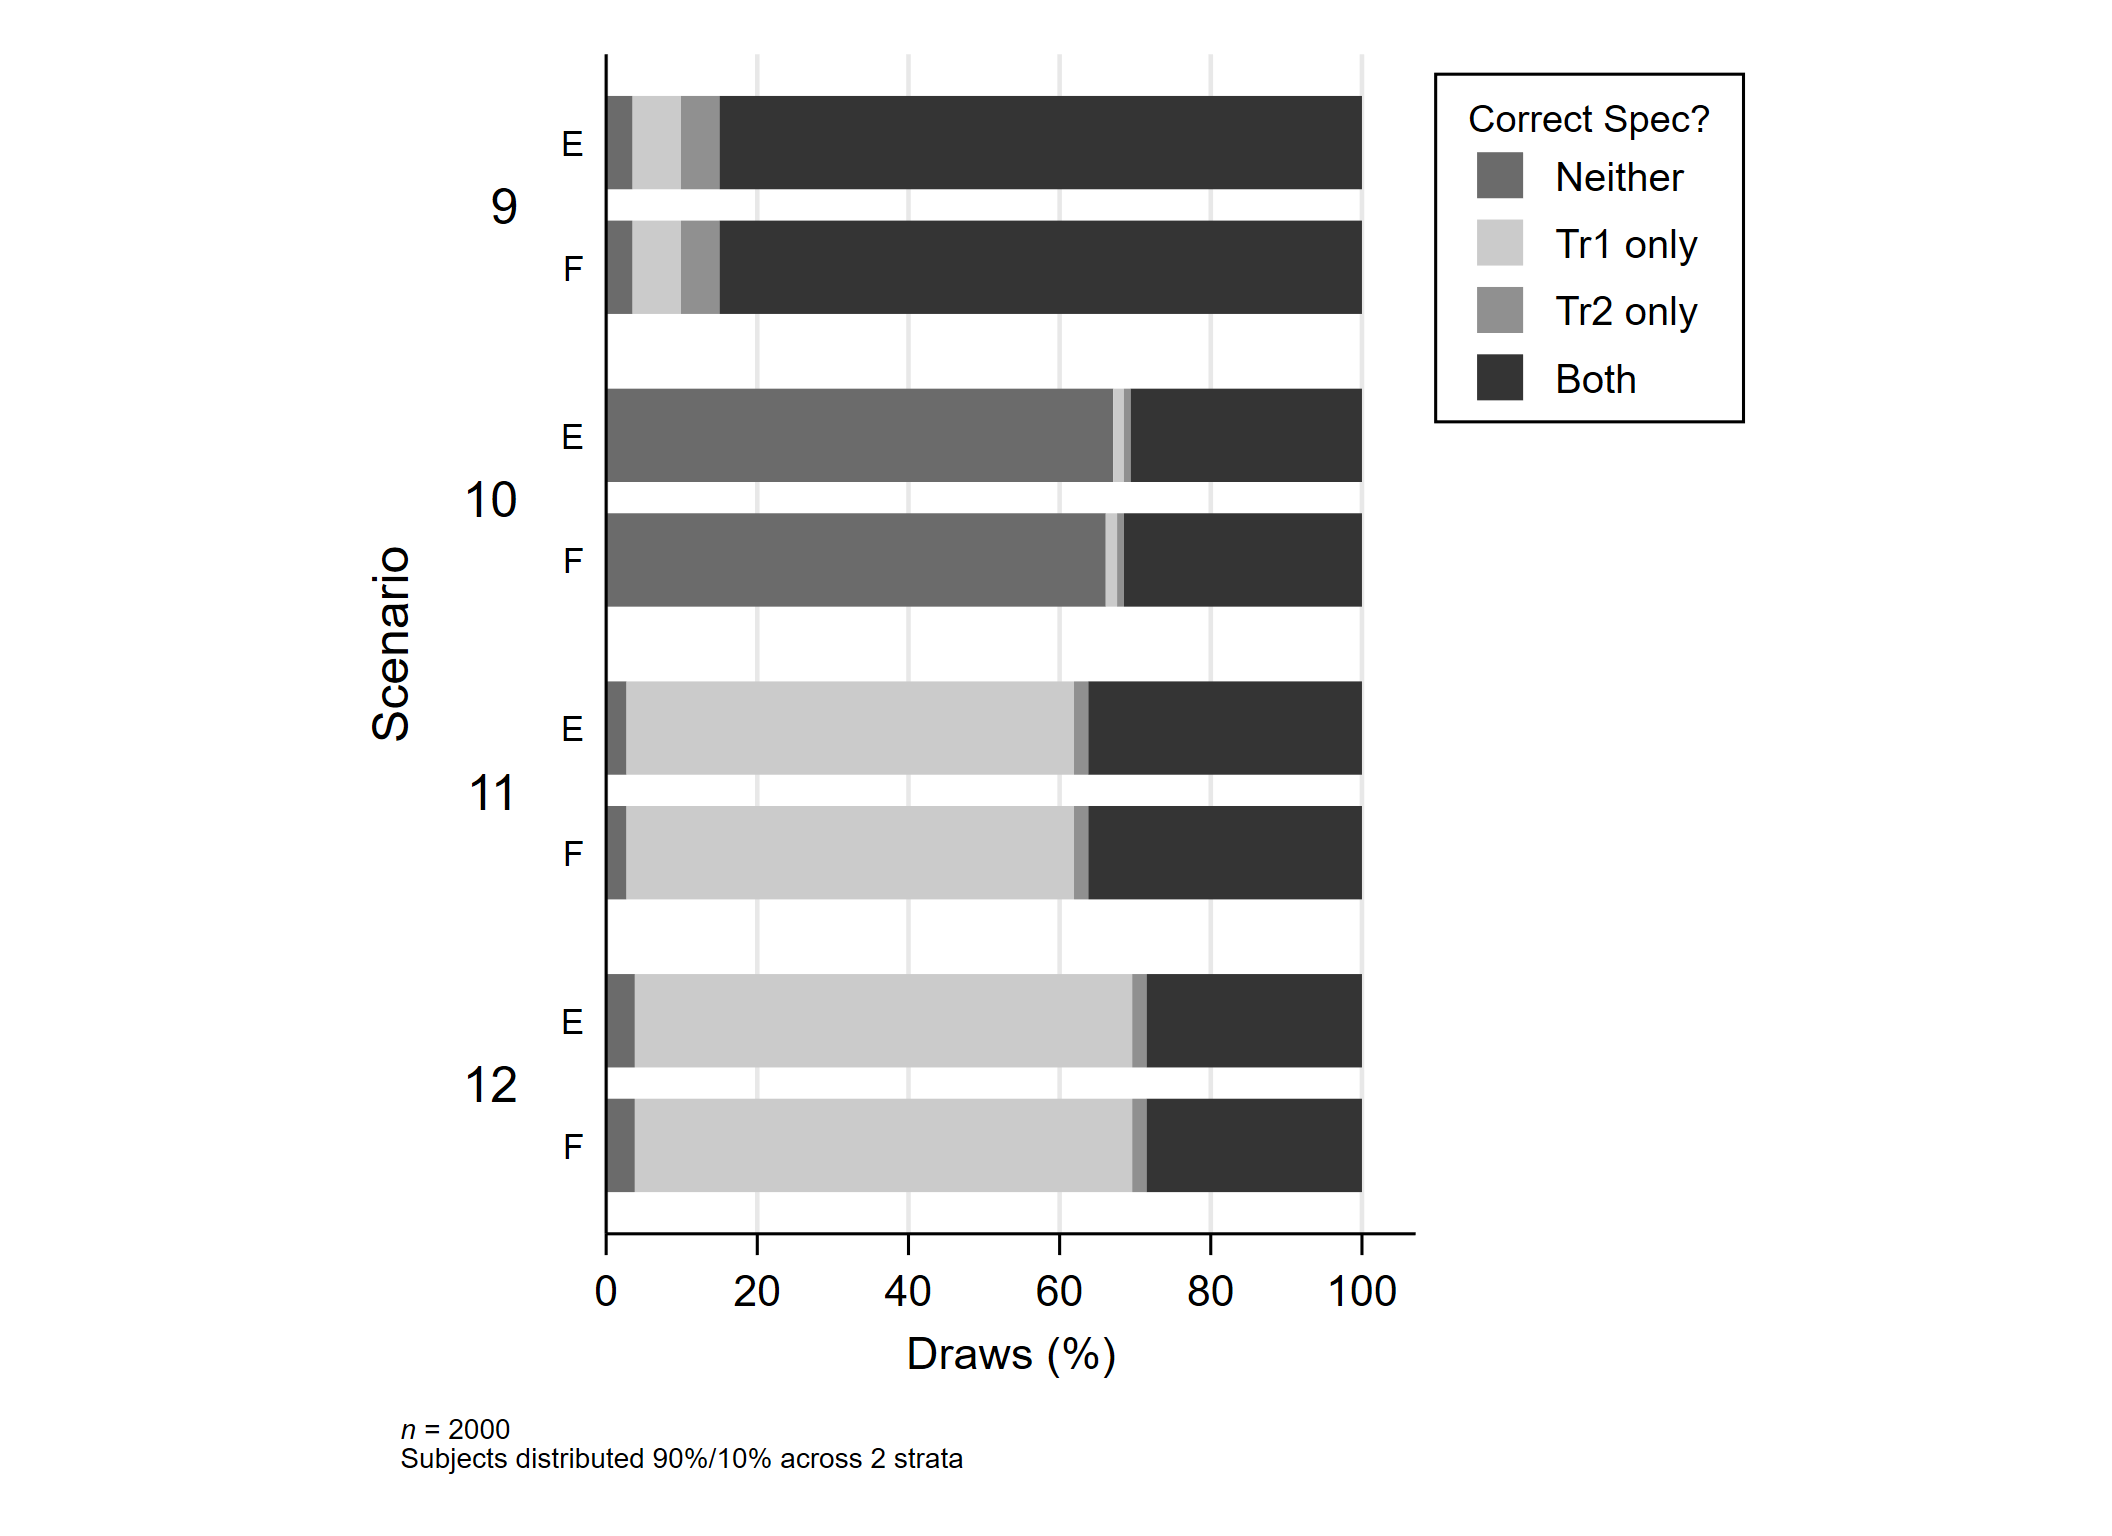 Correct Spec?
Neither
Tr1 only
Tr2 only
Both
Scenario
9
E
F
10
E
F
11
E
F
12
E
F
0 20 40 60 80 100
Draws (%)
n = 2000
Subjects distributed 90%/10% across 2 strata